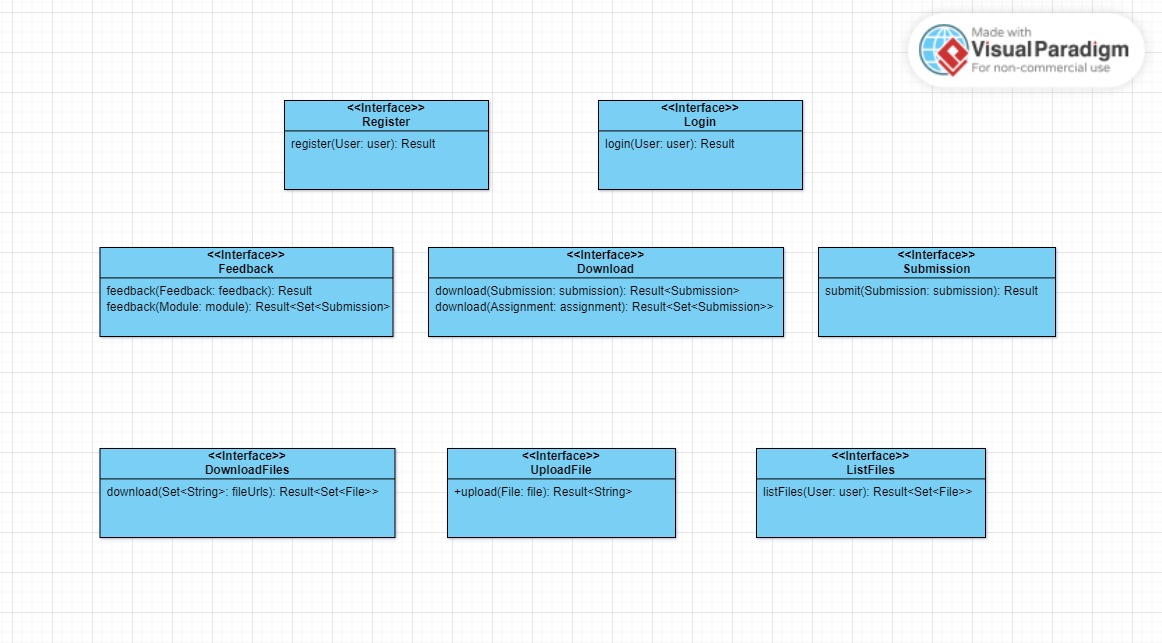 Made with
Visual Paradigm
For non-commercial use
<<Interface>>
Register
register(User: user): Result
<<Interface>>
Login
login(User: user): Result
<<Interface>>
Feedback
feedback(Feedback: feedback): Result
feedback(Module: module): Result<Set<Submission>
<<Interface>>
Download
download(Submission: submission): Result<Submission>
download(Assignment: assignment): Result<Set<Submission>>
<<Interface>>
Submission
submit(Submission: submission): Result
<<Interface>>
DownloadFiles
download(Set<String>: fileUrls): Result<Set<File>>
<<Interface>>
UploadFile
+upload(File: file): Result<String>
<<Interface>>
ListFiles
listFiles(User: user): Result<Set<File>>